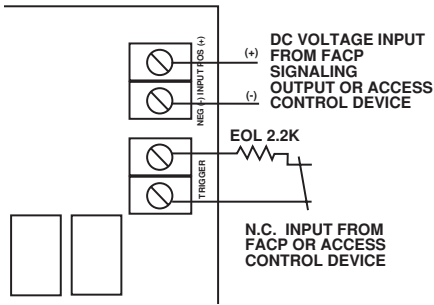 NEG (-) INPUT POS (+)
(+)
(-)
DC VOLTAGE INPUT
FROM FACP
SIGNALING
OUTPUT OR ACCESS
CONTROL DEVICE
TRIGGER
EOL 2.2K
N.C. INPUT FROM
FACP OR ACCESS
CONTROL DEVICE